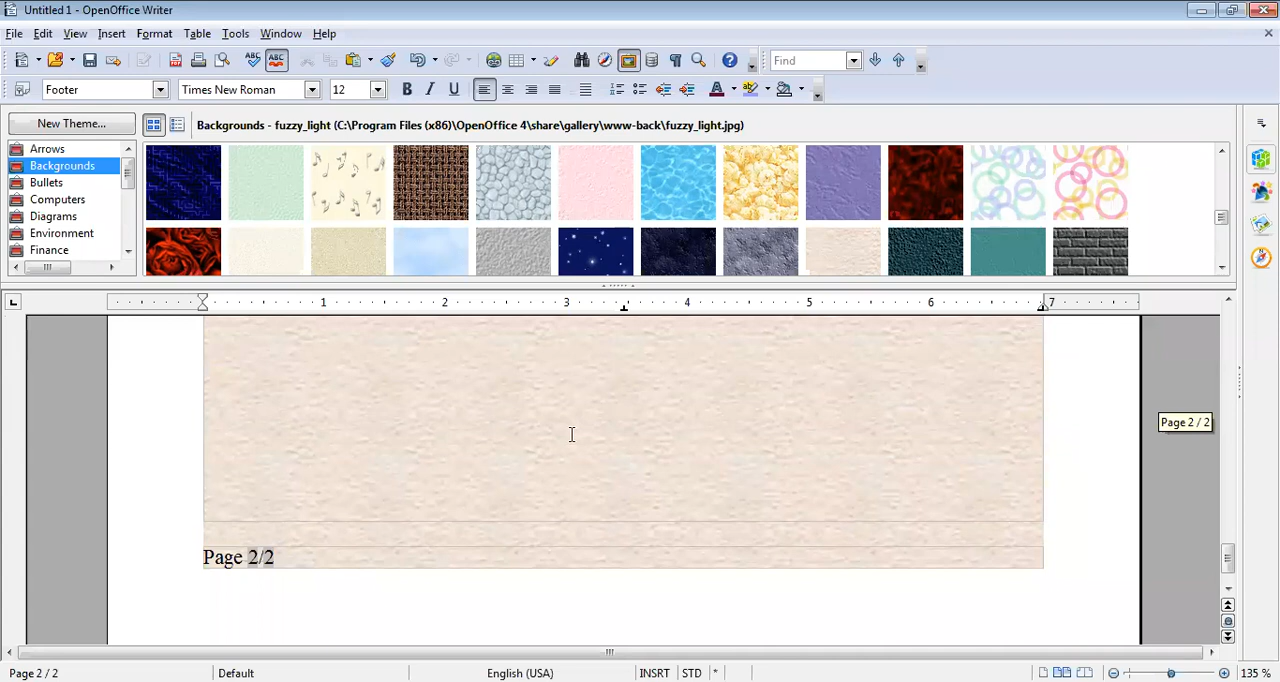 Untitled 1 - OpenOffice Writer
File Edit View Insert Format Table Tools Window Help
ABC ABC Find
Footer Times New Roman 12 B I U A
New Theme... Backgrounds - fuzzy_light (C:\Program Files (x86)\OpenOffice 4\share\gallery\www-back\fuzzy_light.jpg)
Arrows
Backgrounds
Bullets
Computers
Diagrams
Environment
Finance
1 2 3 4 5 6 7
Page 2 / 2
Page 2/2
Page 2 / 2 Default English (USA) INSRT STD * 135 %